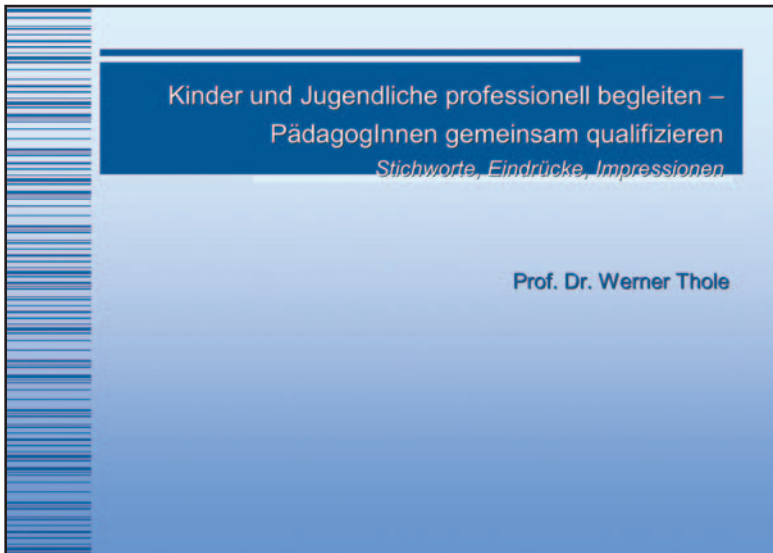 Kinder und Jugendliche professionell begleiten –
PädagogInnen gemeinsam qualifizieren
Stichworte, Eindrücke, Impressionen
Prof. Dr. Werner Thole